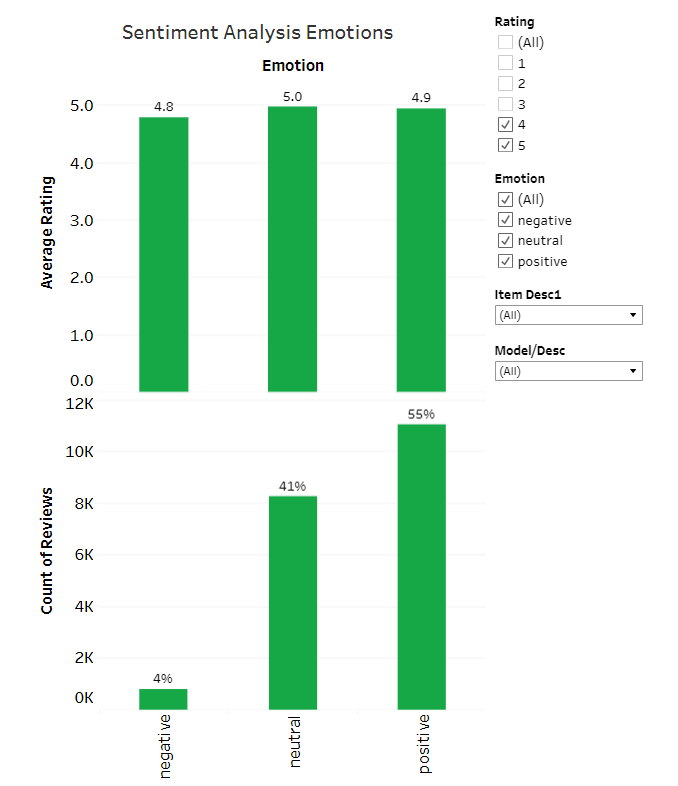 Sentiment Analysis Emotions
Emotion
Average Rating
5.0
4.0
3.0
2.0
1.0
0.0
4.8
5.0
4.9
Count of Reviews
12K
10K
8K
6K
4K
2K
0K
4%
41%
55%
negative
neutral
positive
Rating
(All)
1
2
3
4
5
Emotion
(All)
negative
neutral
positive
Item Desc1
(All)
Model/Desc
(All)